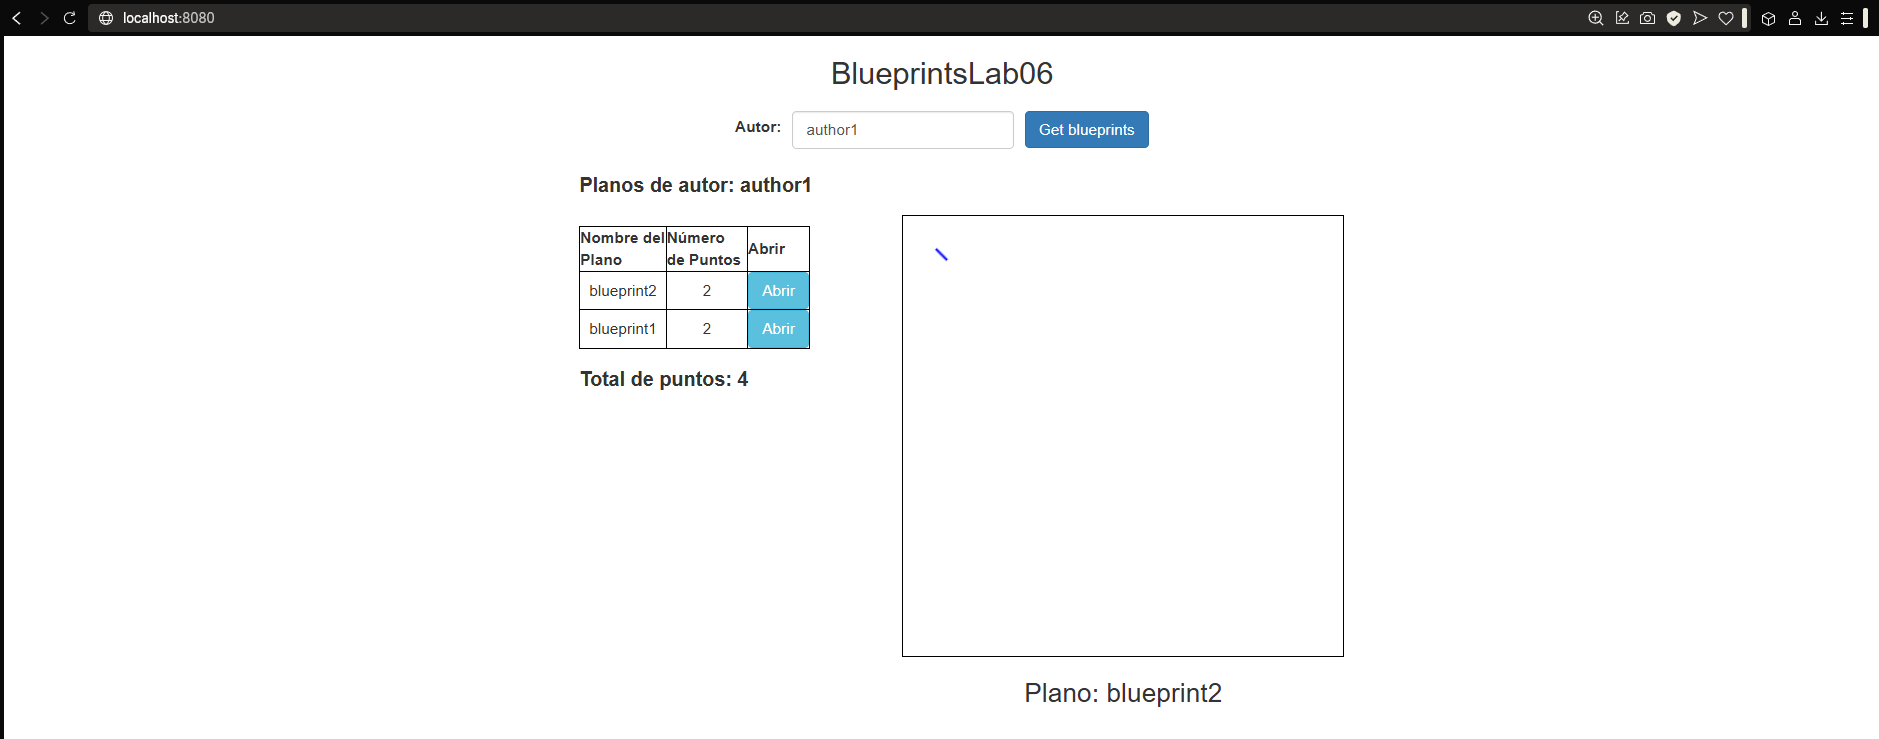 localhost:8080
BlueprintsLab06
Autor: author1 Get blueprints
Planos de autor: author1
Nombre del Plano Número de Puntos Abrir
blueprint2 2 Abrir
blueprint1 2 Abrir
Total de puntos: 4
Plano: blueprint2